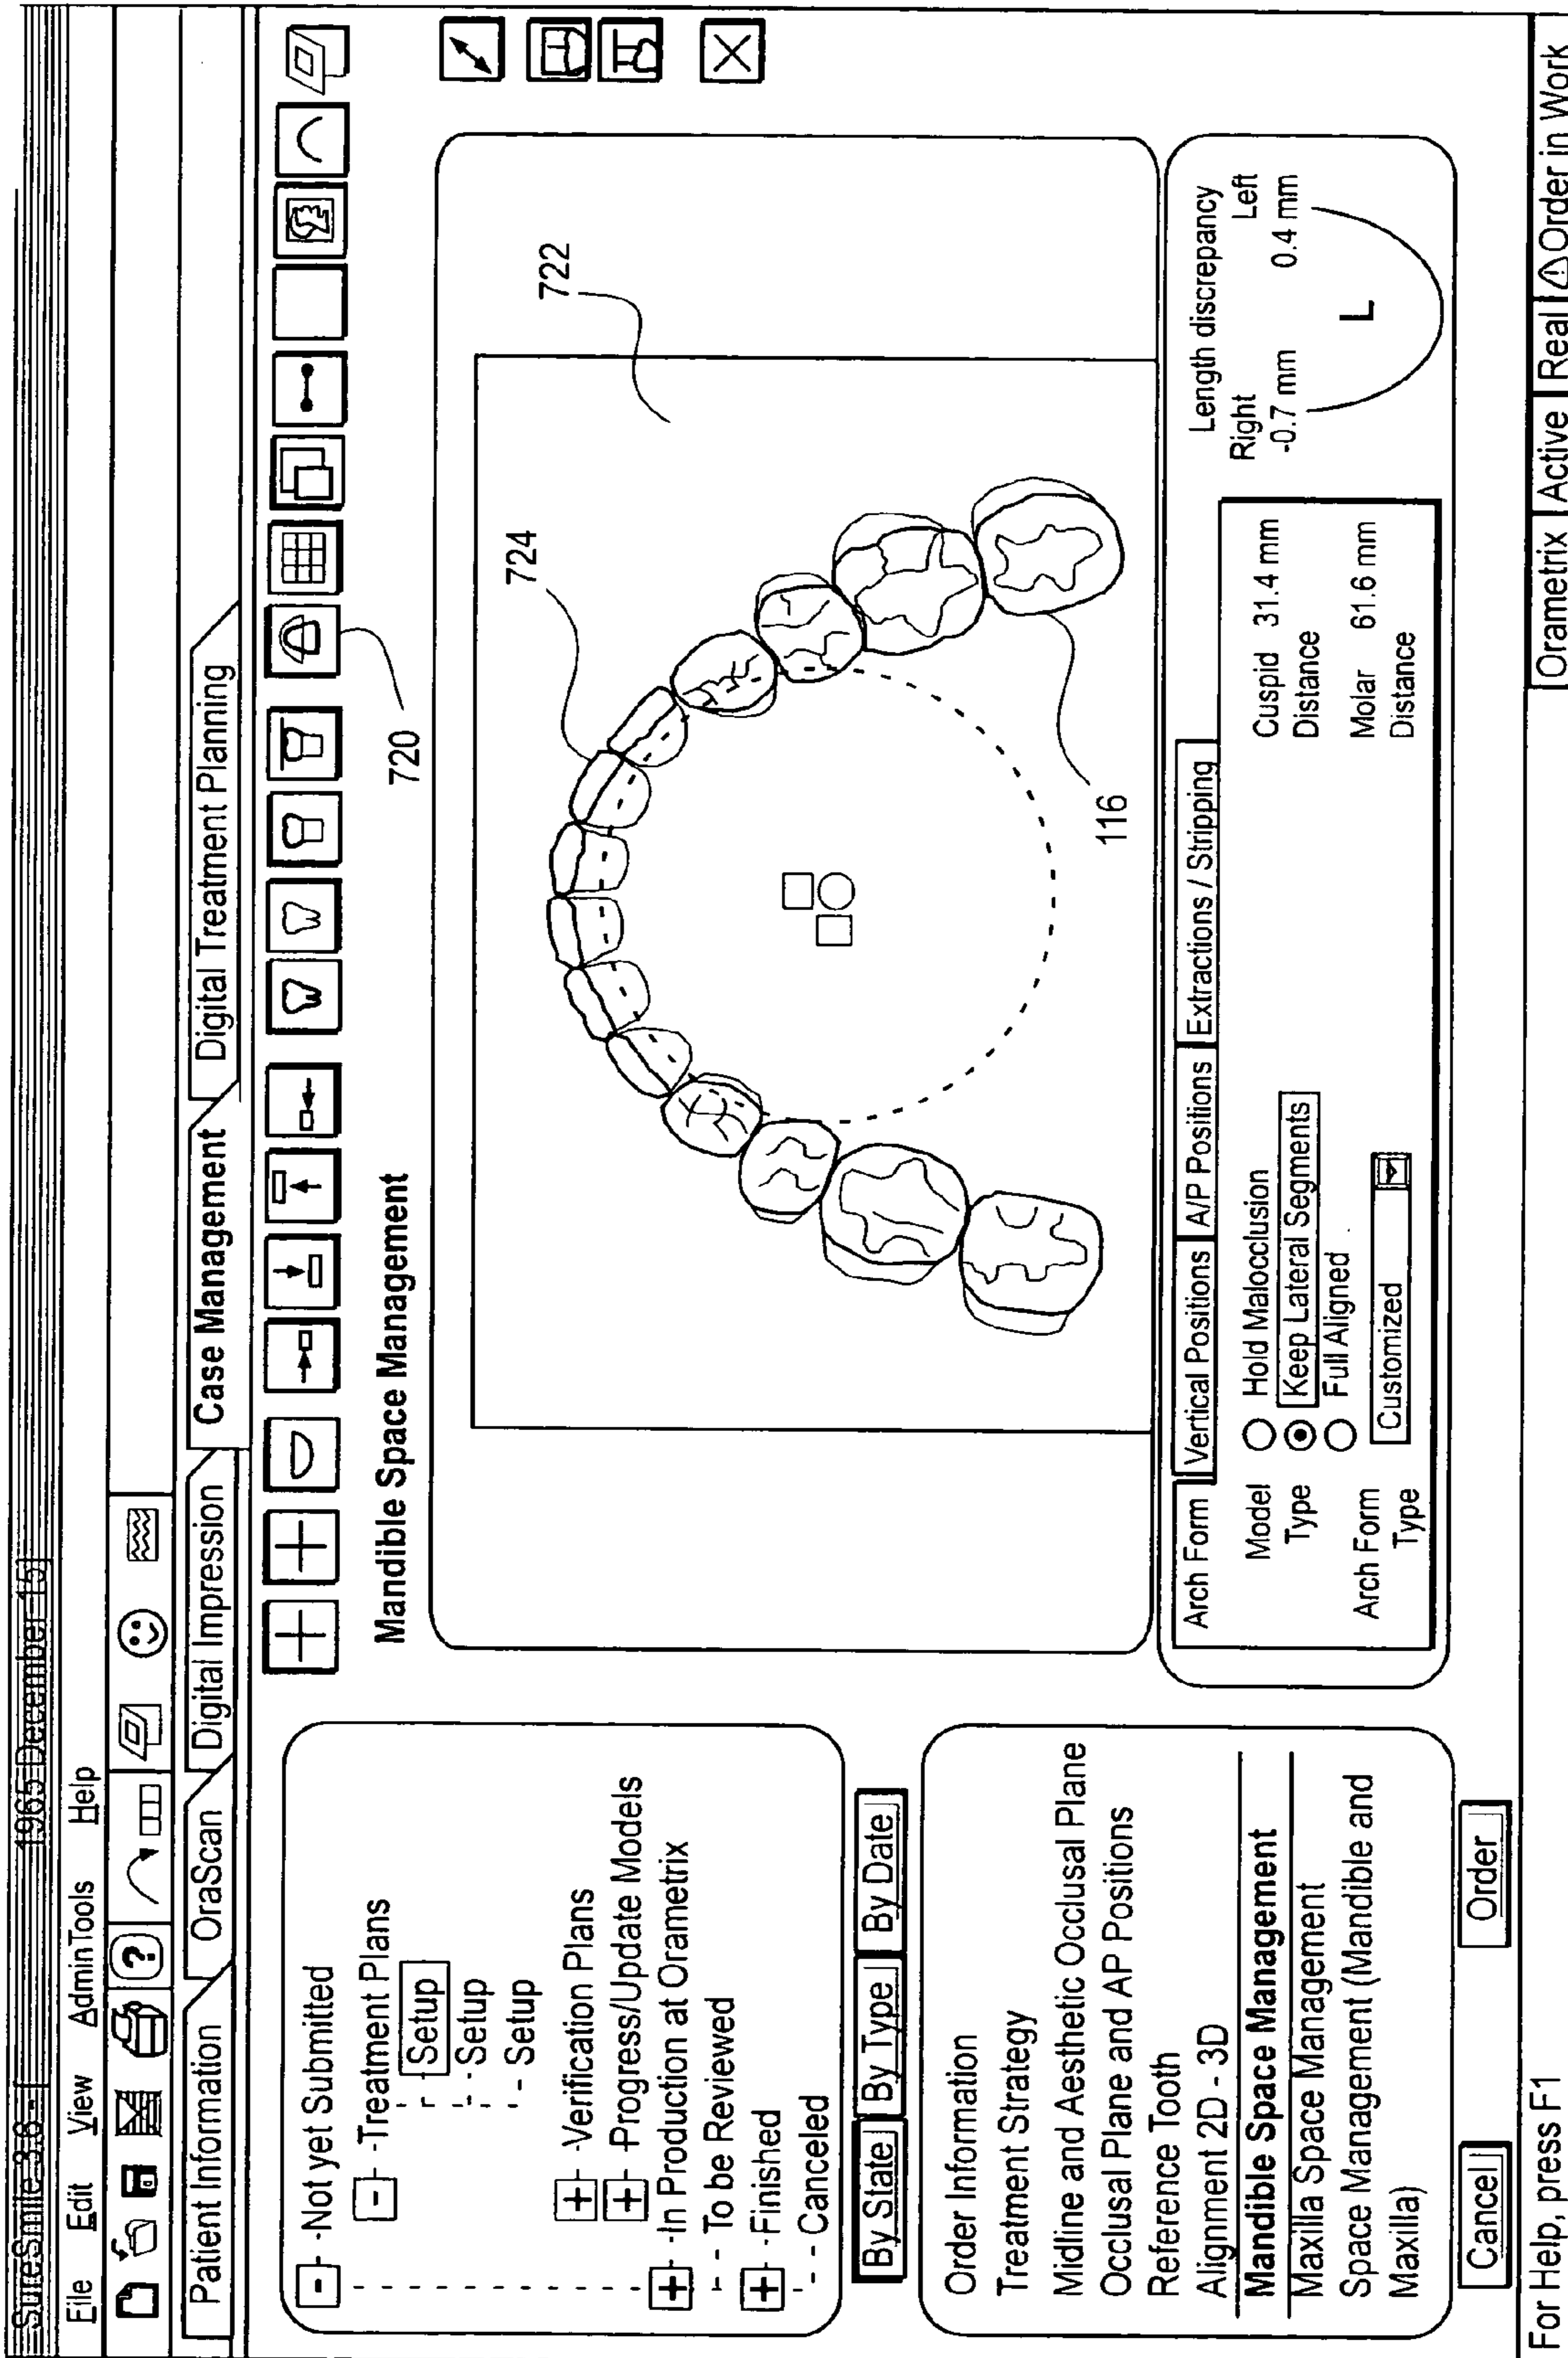 SureSmile 3.8 - [ 1965 December 15]
File Edit View AdminTools Help
?
Patient Information OraScan Digital Impression Case Management Digital Treatment Planning
- Not yet Submitted
- Treatment Plans
Setup
Setup
Setup
+ Verification Plans
+ Progress/Update Models
+ In Production at Orametrix
To be Reviewed
+ Finished
Canceled
By State By Type By Date
Order Information
Treatment Strategy
Midline and Aesthetic Occlusal Plane
Occlusal Plane and AP Positions
Reference Tooth
Alignment 2D - 3D
Mandible Space Management
Maxilla Space Management
Space Management (Mandible and
Maxilla)
Cancel Order
720
Mandible Space Management
722
724
116
Arch Form Vertical Positions A/P Positions Extractions / Stripping
Model
Type
Hold Malocclusion
Keep Lateral Segments
Full Aligned
Arch Form
Type
Customized
Cuspid 31.4 mm
Distance
Molar 61.6 mm
Distance
Length discrepancy
Right Left
-0.7 mm 0.4 mm
L
For Help, press F1
Orametrix Active Real Order in Work